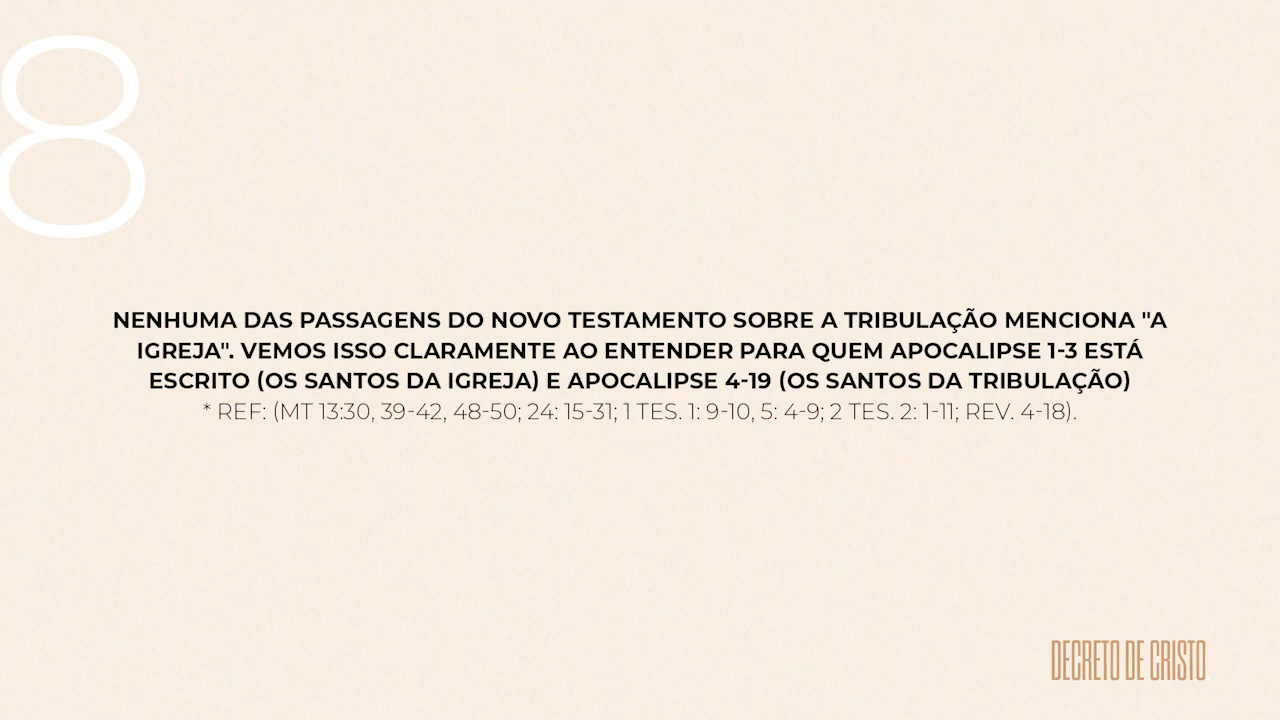 8
NENHUMA DAS PASSAGENS DO NOVO TESTAMENTO SOBRE A TRIBULAÇÃO MENCIONA "A
IGREJA". VEMOS ISSO CLARAMENTE AO ENTENDER PARA QUEM APOCALIPSE 1-3 ESTÁ
ESCRITO (OS SANTOS DA IGREJA) E APOCALIPSE 4-19 (OS SANTOS DA TRIBULAÇÃO)
* REF: (MT 13:30, 39-42, 48-50; 24: 15-31; 1 TES. 1: 9-10, 5: 4-9; 2 TES. 2: 1-11; REV. 4-18).
DECRETO DE CRISTO.